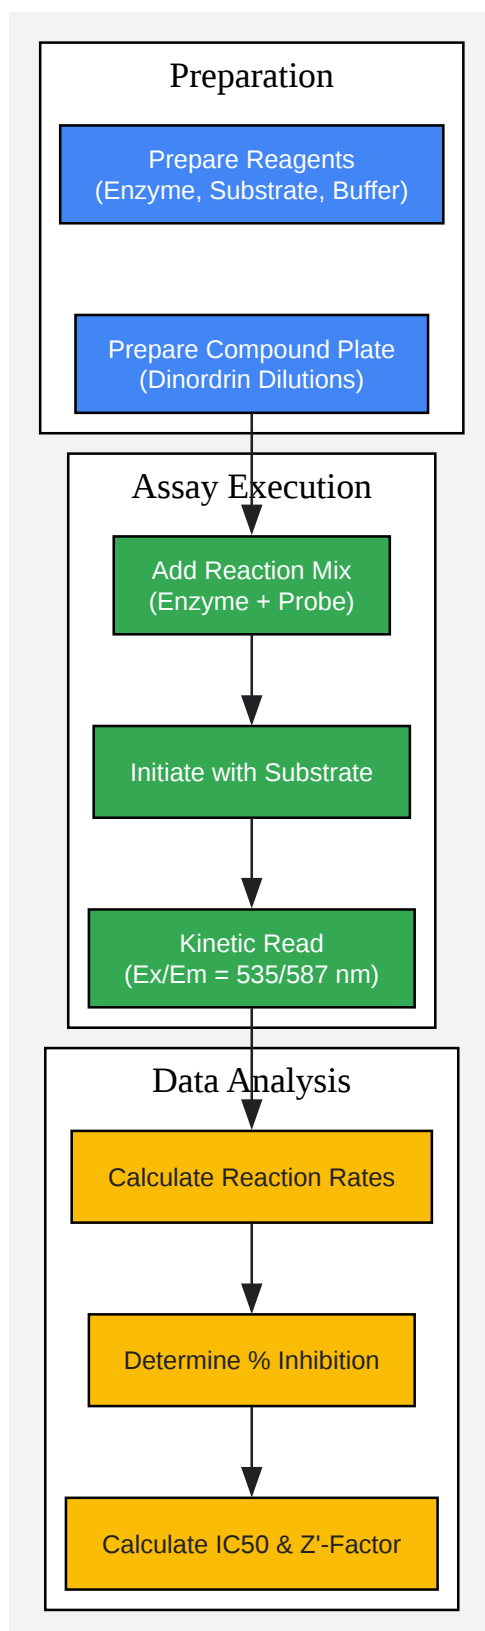 Preparation
Prepare Reagents
(Enzyme, Substrate, Buffer)
Prepare Compound Plate
(Dinordrin Dilutions)
Assay Execution
Add Reaction Mix
(Enzyme + Probe)
Initiate with Substrate
Kinetic Read
(Ex/Em = 535/587 nm)
Data Analysis
Calculate Reaction Rates
Determine % Inhibition
Calculate IC50 & Z'-Factor